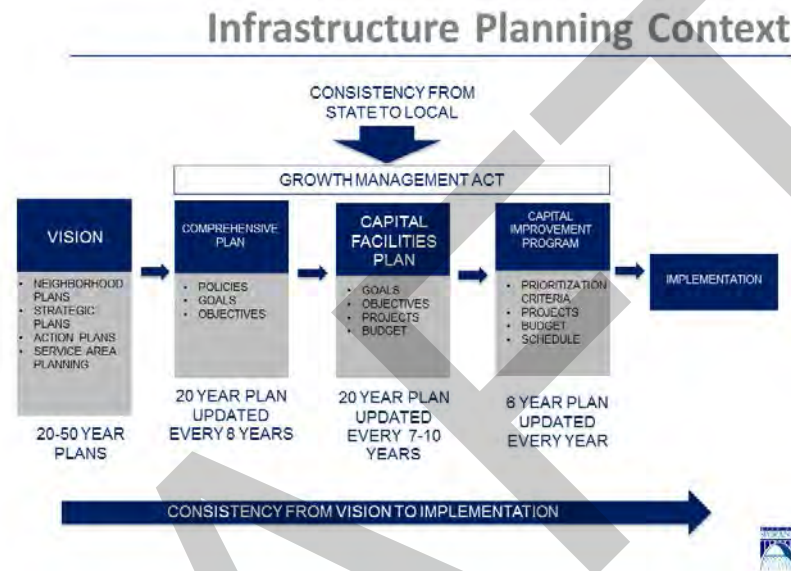 Infrastructure Planning Context
CONSISTENCY FROM
STATE TO LOCAL
GROWTH MANAGEMENT ACT
VISION
• NEIGHBORHOOD
PLANS
• STRATEGIC
PLANS
• ACTION PLANS
• SERVICE AREA
PLANNING
20-50 YEAR
PLANS
COMPREHENSIVE
PLAN
• POLICIES
• GOALS
• OBJECTIVES
20 YEAR PLAN
UPDATED
EVERY 8 YEARS
CAPITAL
FACILITIES
PLAN
• GOALS
• OBJECTIVES
• PROJECTS
• BUDGET
20 YEAR PLAN
UPDATED
EVERY 7-10
YEARS
CAPITAL
IMPROVEMENT
PROGRAM
• PRIORITIZATION
CRITERIA
• PROJECTS
• BUDGET
• SCHEDULE
6 YEAR PLAN
UPDATED
EVERY YEAR
IMPLEMENTATION
CONSISTENCY FROM VISION TO IMPLEMENTATION